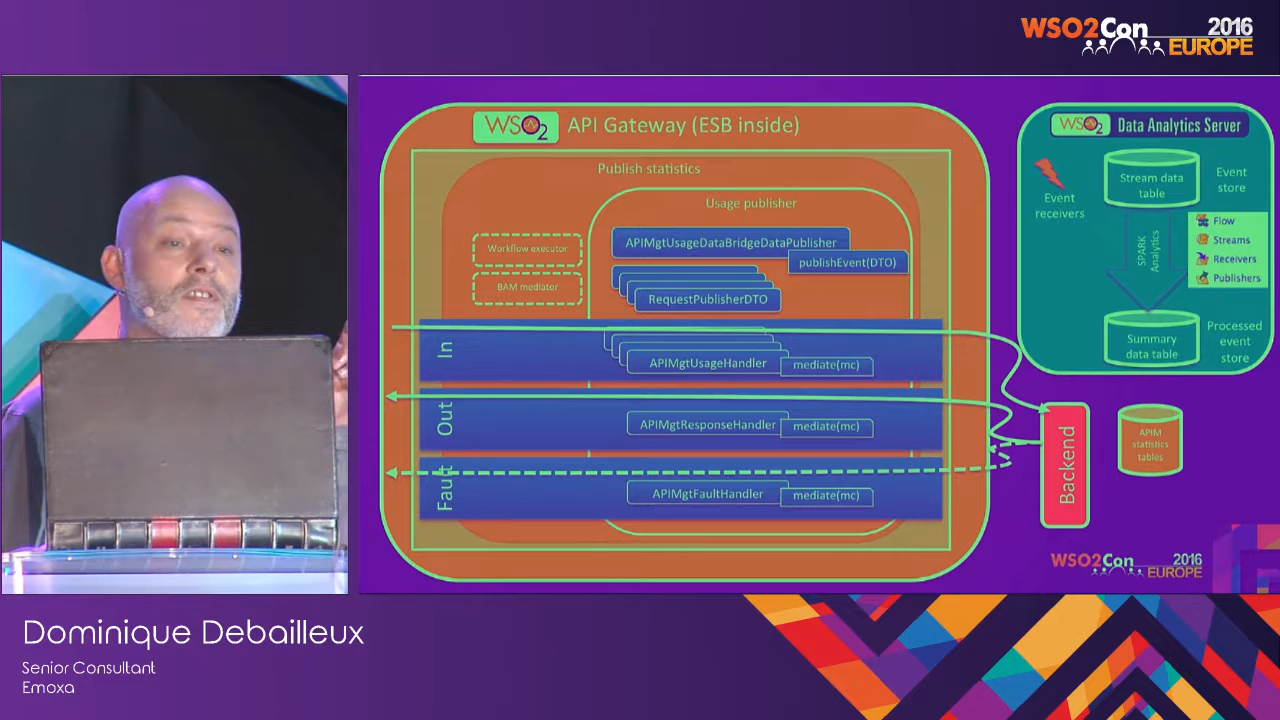 WSO2Con 2016
EUROPE
WSO2 API Gateway (ESB inside)
Publish statistics
Usage publisher
Workflow executor
BAM mediator
APIMgtUsageDataBridgeDataPublisher
publishEvent(DTO)
RequestPublisherDTO
In
APIMgtUsageHandler
mediate(mc)
Out
APIMgtResponseHandler
mediate(mc)
Fault
APIMgtFaultHandler
mediate(mc)
WSO2 Data Analytics Server
Event
receivers
Stream data
table
Event
store
SPARK
Analytics
Flow
Streams
Receivers
Publishers
Summary
data table
Processed
event
store
Backend
APIM
statistics
tables
WSO2Con 2016
EUROPE
Dominique Debailleux
Senior Consultant
Emoxa